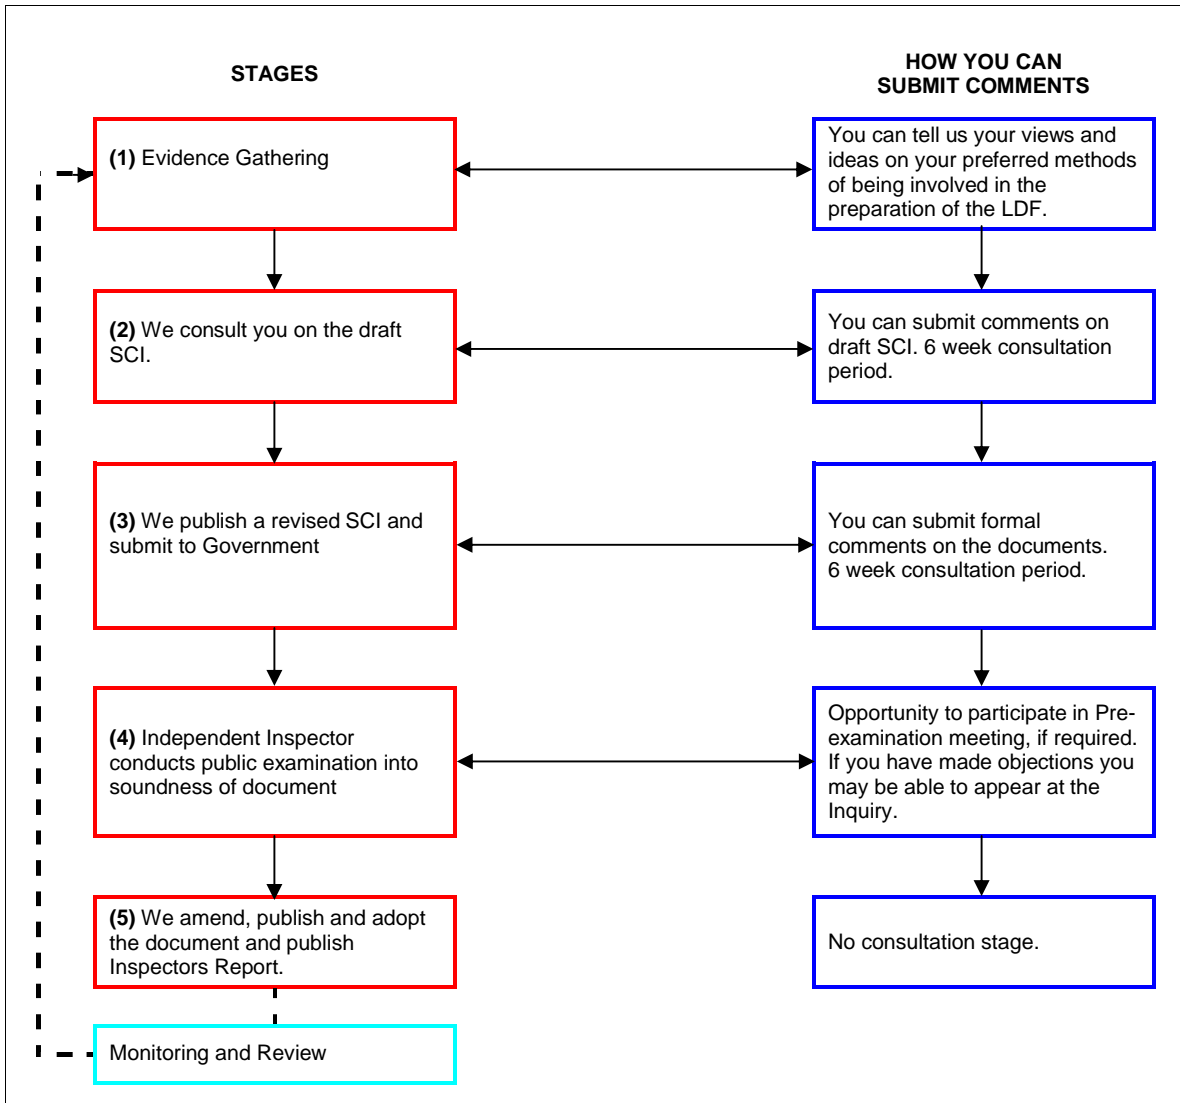 STAGES
HOW YOU CAN
SUBMIT COMMENTS
(1) Evidence Gathering
You can tell us your views and
ideas on your preferred methods
of being involved in the
preparation of the LDF.
(2) We consult you on the draft
SCI.
You can submit comments on
draft SCI. 6 week consultation
period.
(3) We publish a revised SCI and
submit to Government
You can submit formal
comments on the documents.
6 week consultation period.
(4) Independent Inspector
conducts public examination into
soundness of document
Opportunity to participate in Pre-
examination meeting, if required.
If you have made objections you
may be able to appear at the
Inquiry.
(5) We amend, publish and adopt
the document and publish
Inspectors Report.
No consultation stage.
Monitoring and Review